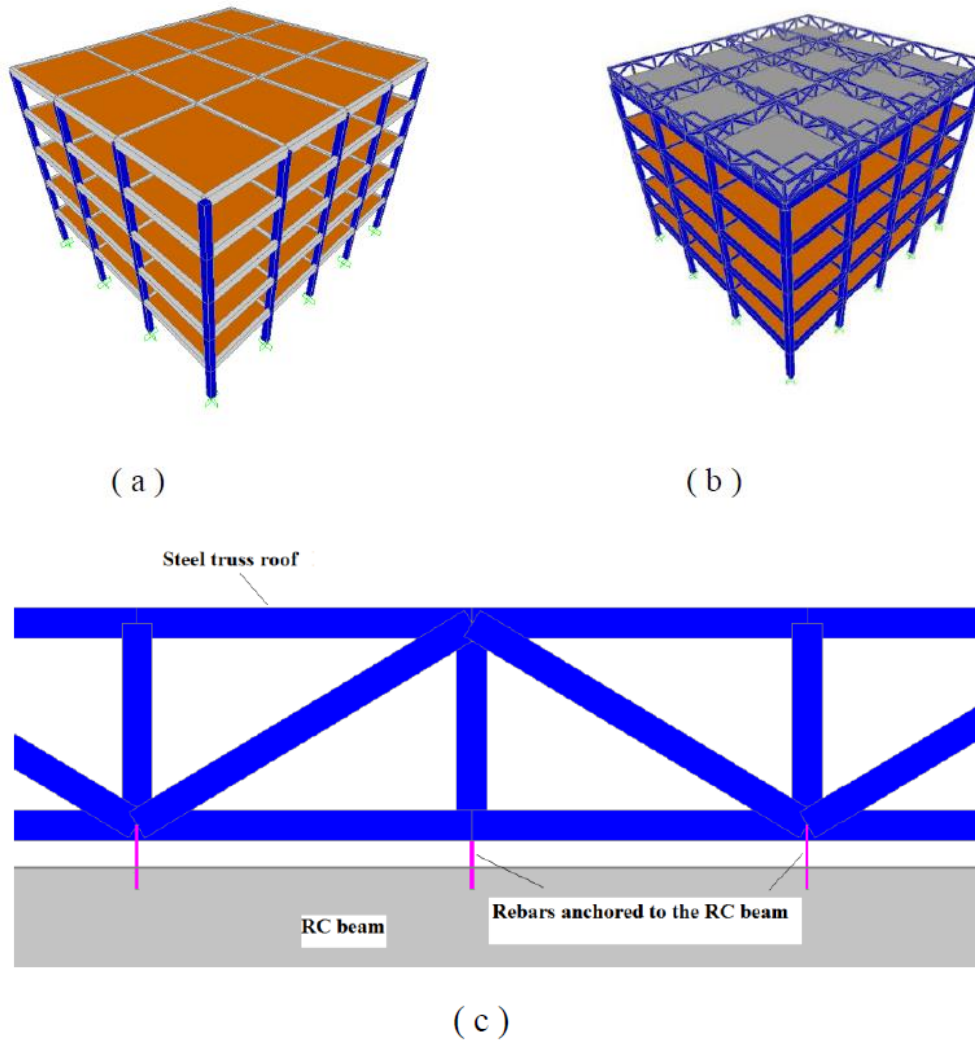 ( a )
( b )
Steel truss roof
Rebars anchored to the RC beam
RC beam
( c )